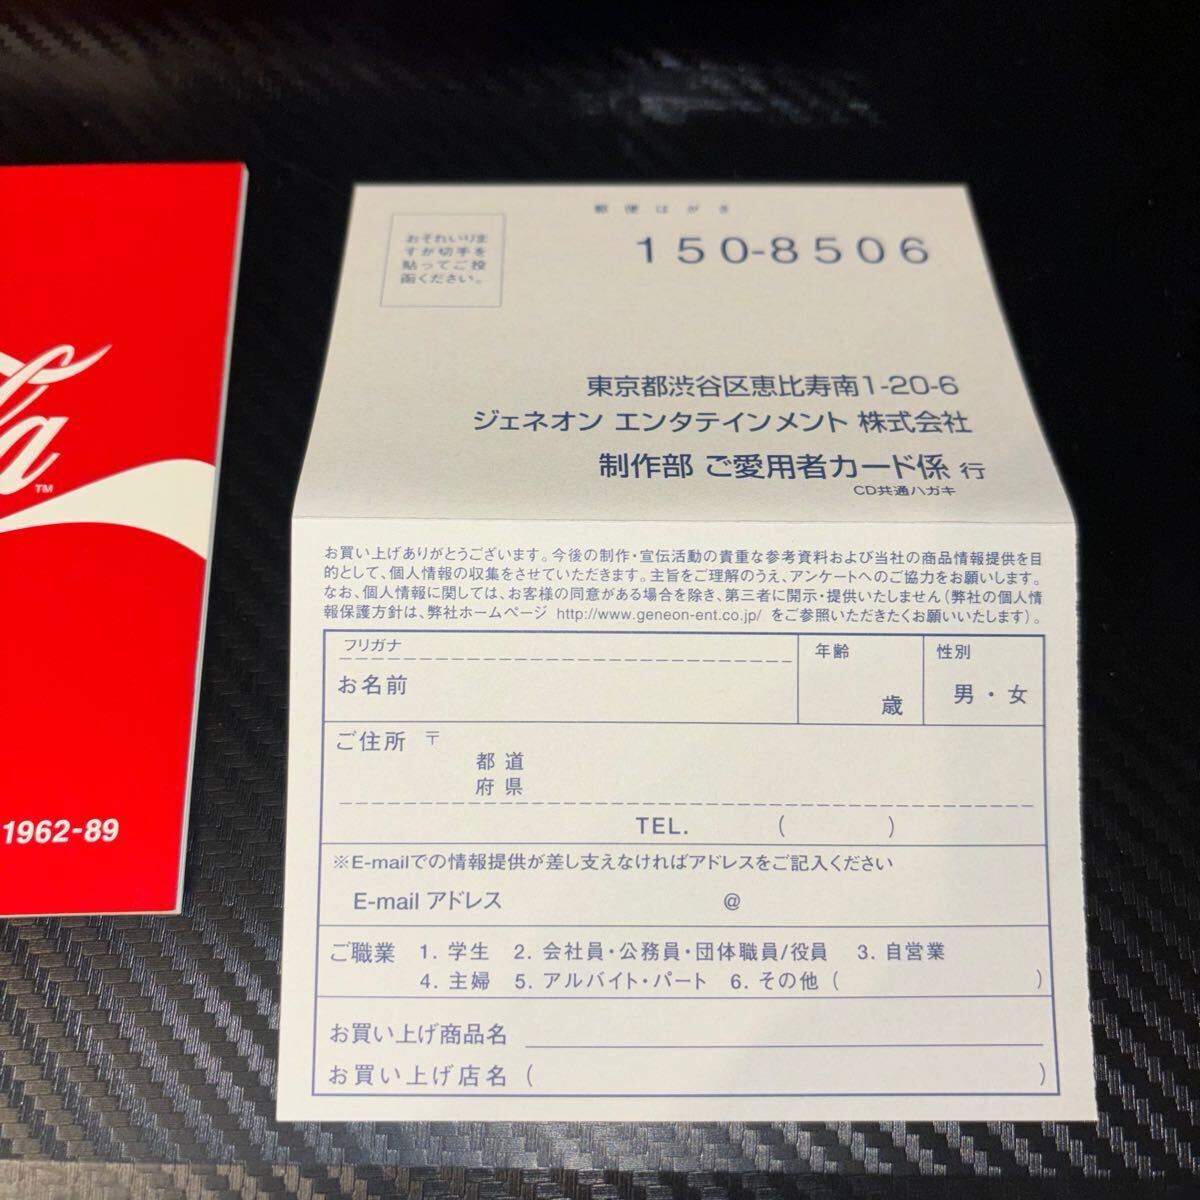 la
™
1962-89
郵便はがき
おそれいりま
すが切手を
貼ってご投
函ください。
150-8506
東京都渋谷区恵比寿南1-20-6
ジェネオン エンタテインメント 株式会社
制作部 ご愛用者カード係 行
CD共通ハガキ
お買い上げありがとうございます。今後の制作・宣伝活動の貴重な参考資料および当社の商品情報提供を目
的として、個人情報の収集をさせていただきます。主旨をご理解のうえ、アンケートへのご協力をお願いします。
なお、個人情報に関しては、お客様の同意がある場合を除き、第三者に開示・提供いたしません(弊社の個人情
報保護方針は、弊社ホームページ http://www.geneon-ent.co.jp/ をご参照いただきたくお願いいたします)。
フリガナ
お名前
年齢
歳
性別
男・女
ご住所 〒
都道
府県
TEL. ( )
※E-mailでの情報提供が差し支えなければアドレスをご記入ください
E-mail アドレス @
ご職業 1. 学生 2. 会社員・公務員・団体職員/役員 3. 自営業
4. 主婦 5. アルバイト・パート 6. その他 ( )
お買い上げ商品名
お買い上げ店名 ( )